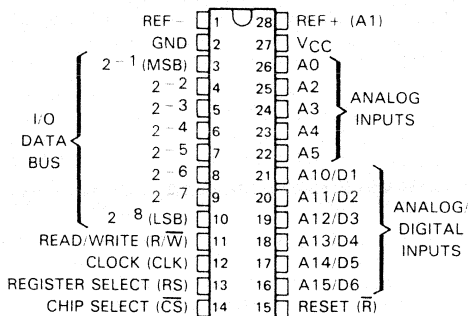 REF- 1 28 REF+ (A1)
GND 2 27 VCC
2-1 (MSB) 3 26 A0
2-2 4 25 A2
2-3 5 24 A3
2-4 6 23 A4
2-5 7 22 A5
2-6 8 21 A10/D1
2-7 9 20 A11/D2
2-8 (LSB) 10 19 A12/D3
READ/WRITE (R/W̅) 11 18 A13/D4
CLOCK (CLK) 12 17 A14/D5
REGISTER SELECT (RS) 13 16 A15/D6
CHIP SELECT (C̅S̅) 14 15 RESET (R̅)
I/O
DATA
BUS
ANALOG
INPUTS
ANALOG/
DIGITAL
INPUTS